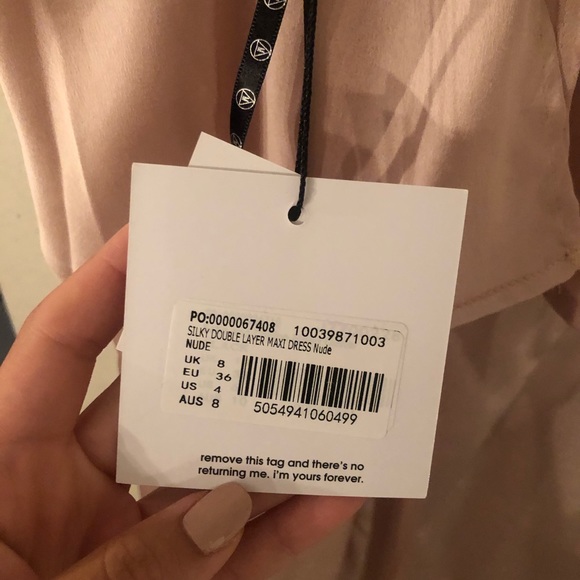 PO:0000067408 10039871003
SILKY DOUBLE LAYER MAXI DRESS Nude
NUDE
UK 8
EU 36
US 4
AUS 8
5054941060499
remove this tag and there's no
returning me. i'm yours forever.